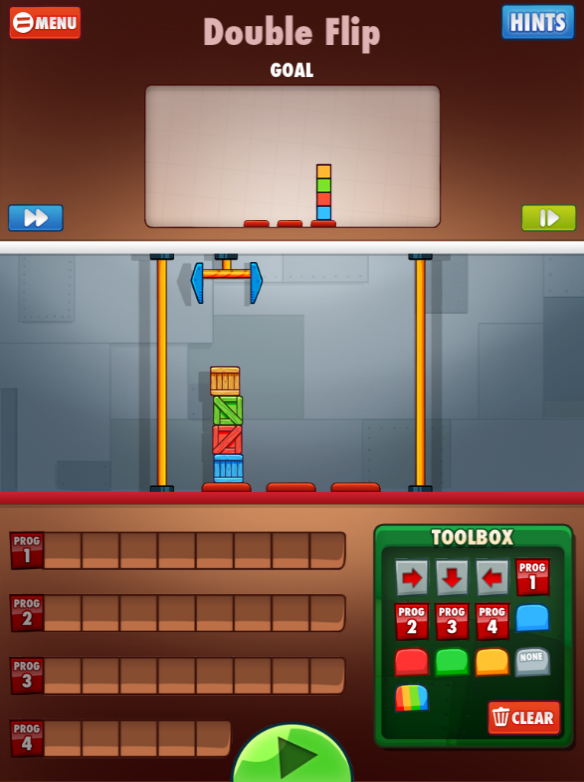 MENU
Double Flip
HINTS
GOAL
PROG
1
PROG
2
PROG
3
PROG
4
TOOLBOX
PROG
1
PROG
2
PROG
3
PROG
4
NONE
CLEAR